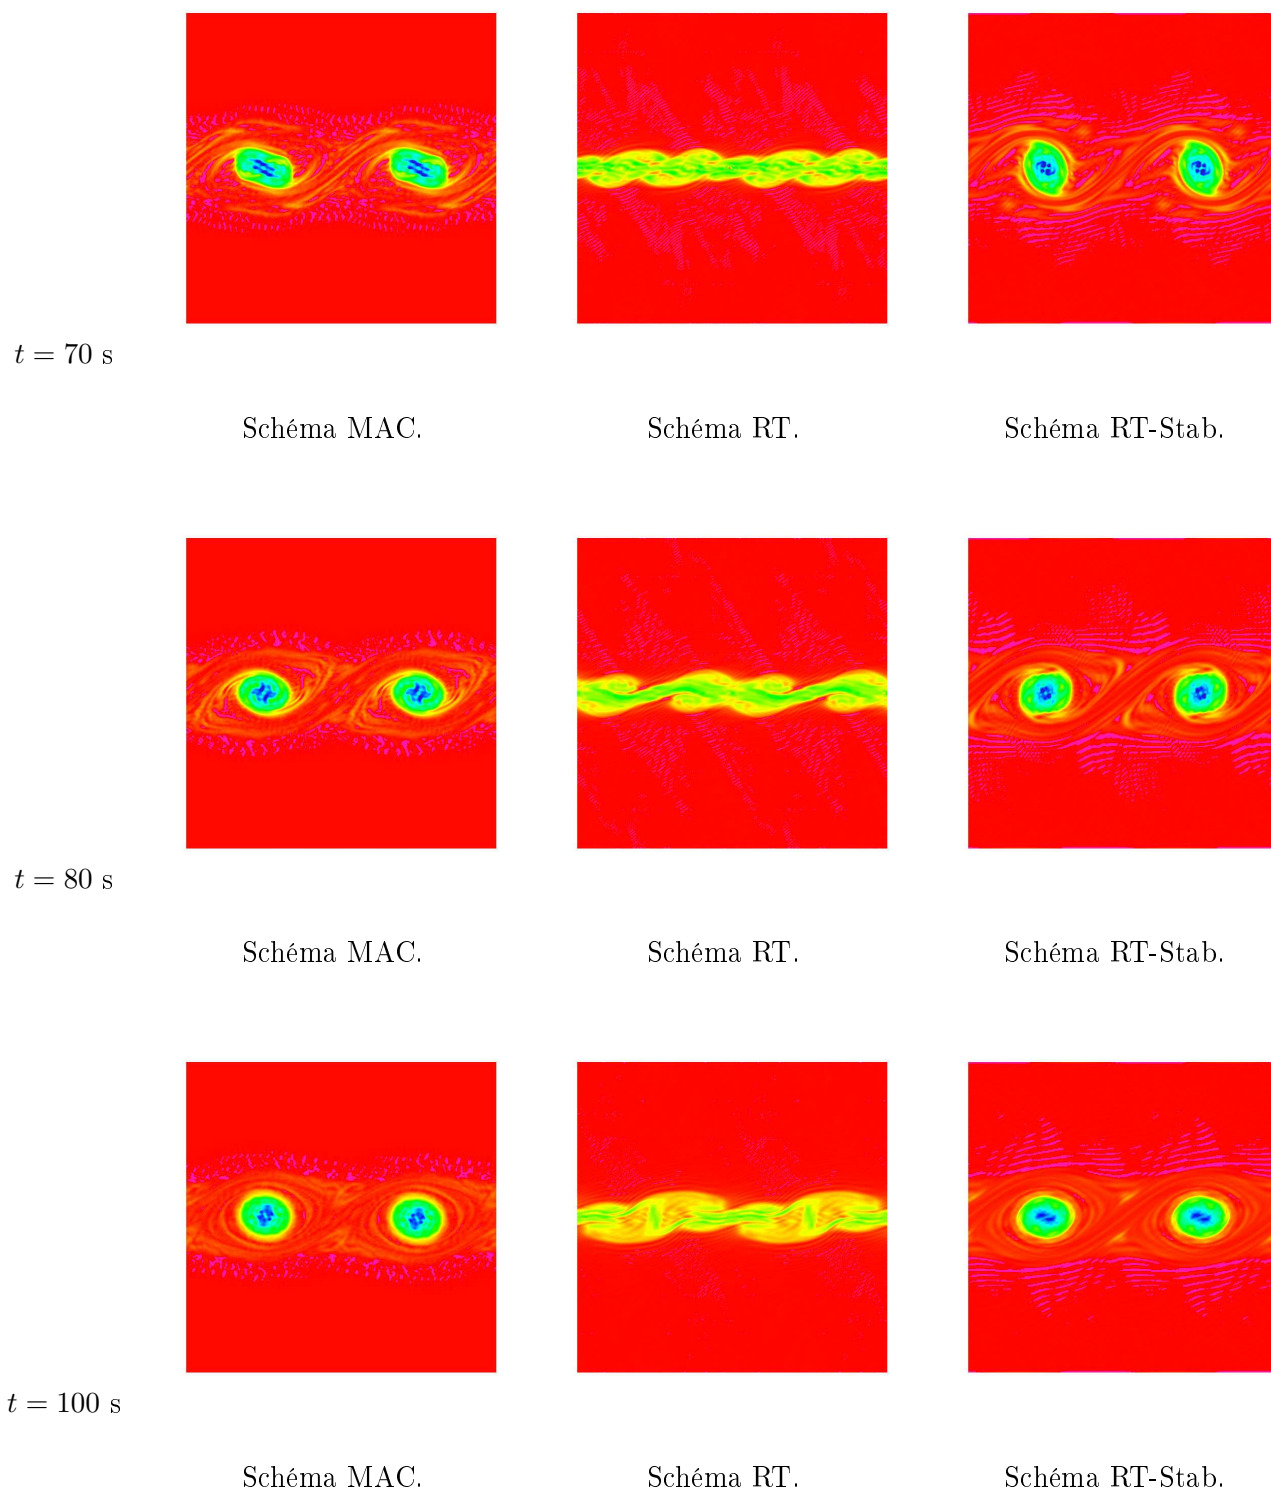 t = 70 s
Schéma MAC.
Schéma RT.
Schéma RT-Stab.
t = 80 s
Schéma MAC.
Schéma RT.
Schéma RT-Stab.
t = 100 s
Schéma MAC.
Schéma RT.
Schéma RT-Stab.